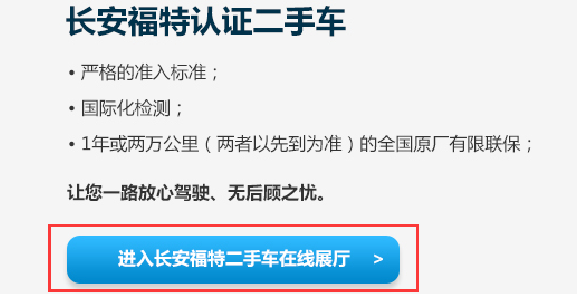 长安福特认证二手车
• 严格的准入标准；
• 国际化检测；
• 1年或两万公里（两者以先到为准）的全国原厂有限联保；
让您一路放心驾驶、无后顾之忧。
进入长安福特二手车在线展厅 >